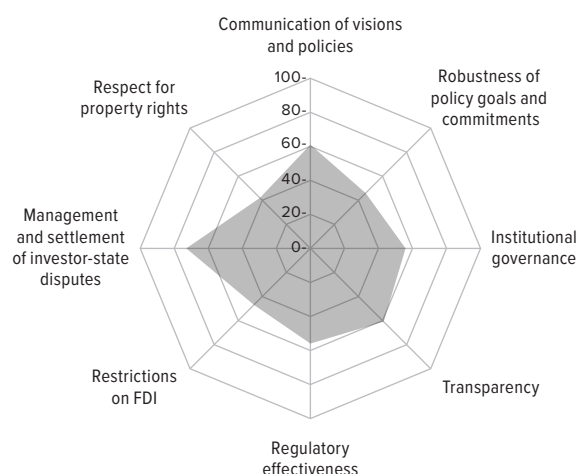 Communication of visions
and policies
Robustness of
policy goals and
commitments
Respect for
property rights
100-
80-
60-
40-
20-
0-
Management
and settlement
of investor-state
disputes
Institutional
governance
Restrictions
on FDI
Transparency
Regulatory
effectiveness